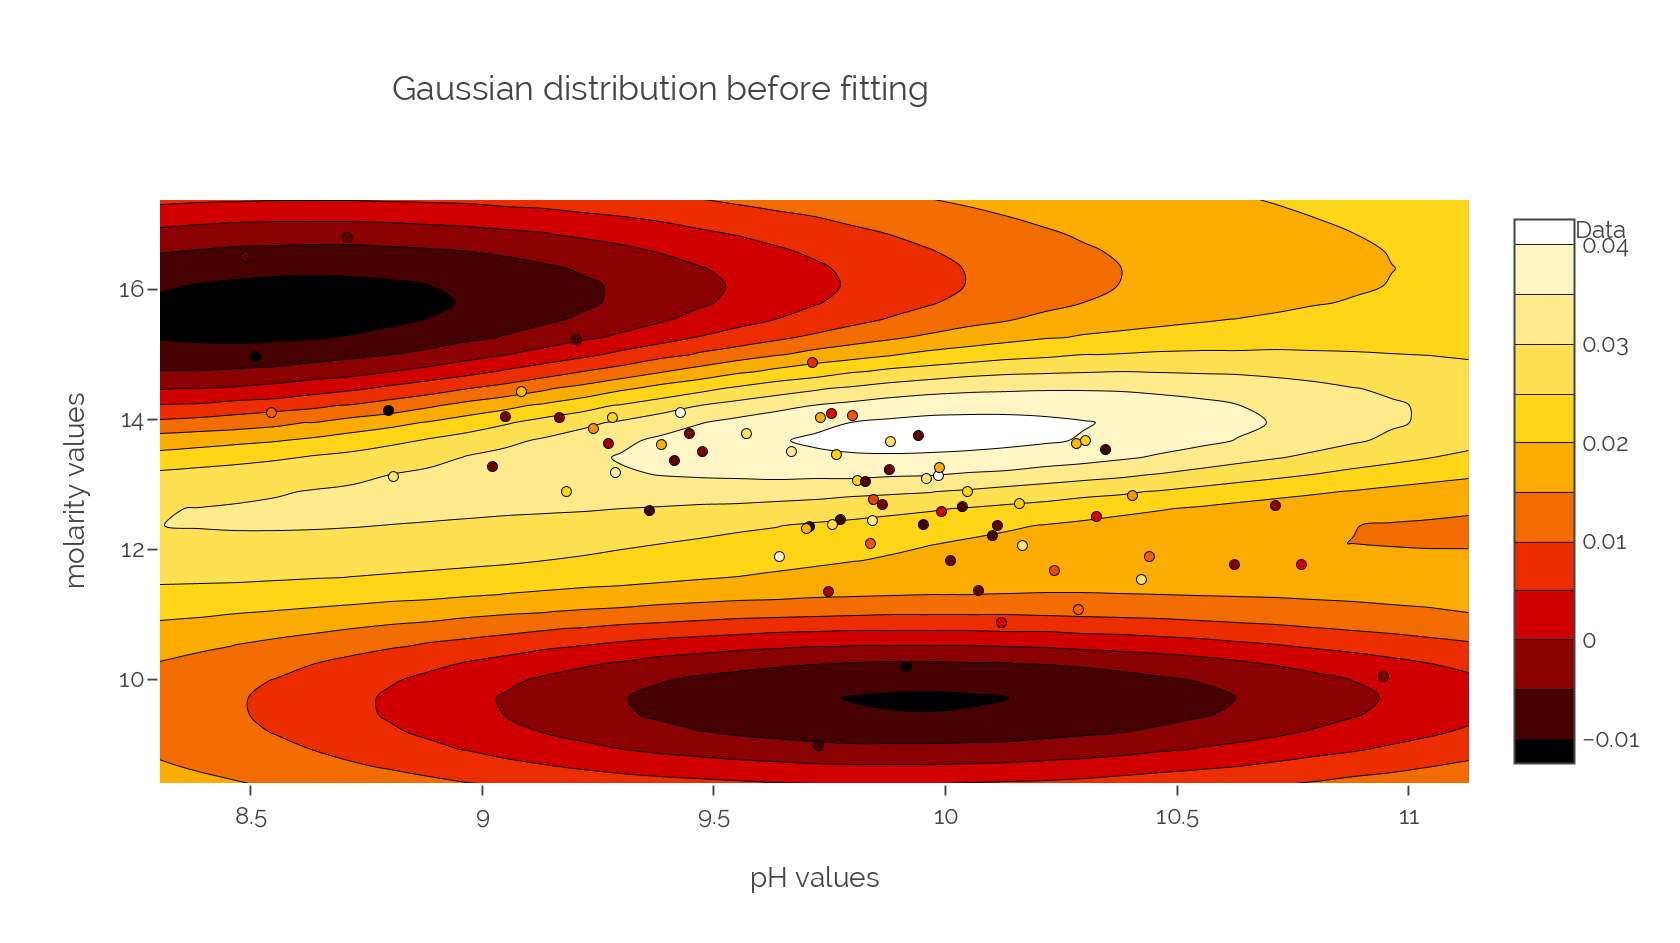 Gaussian distribution before fitting
Data
0.04
0.03
0.02
0.01
0
−0.01
molarity values
16
14
12
10
8.5 9 9.5 10 10.5 11
pH values